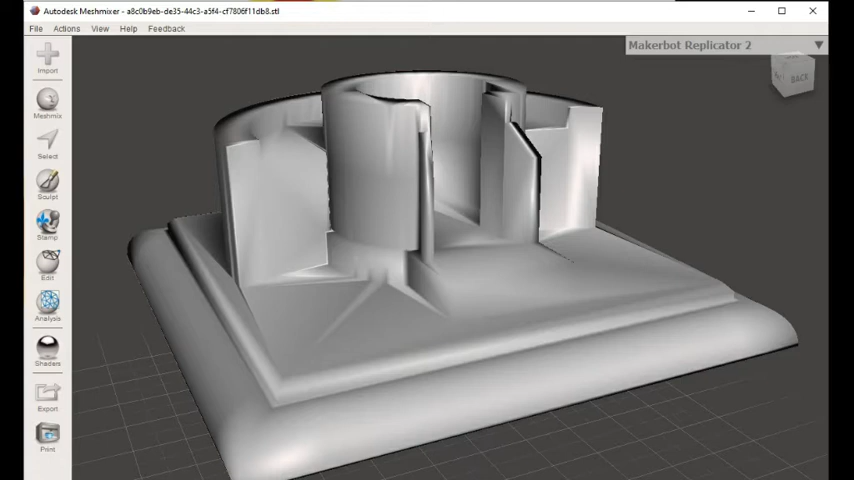 Autodesk Meshmixer - a8c0b9eb-de35-44c3-a5f4-cf7806f11db8.stl
File Actions View Help Feedback
Makerbot Replicator 2
BACK
Import
Meshmix
Select
Sculpt
Stamp
Edit
Analysis
Shaders
Export
Print